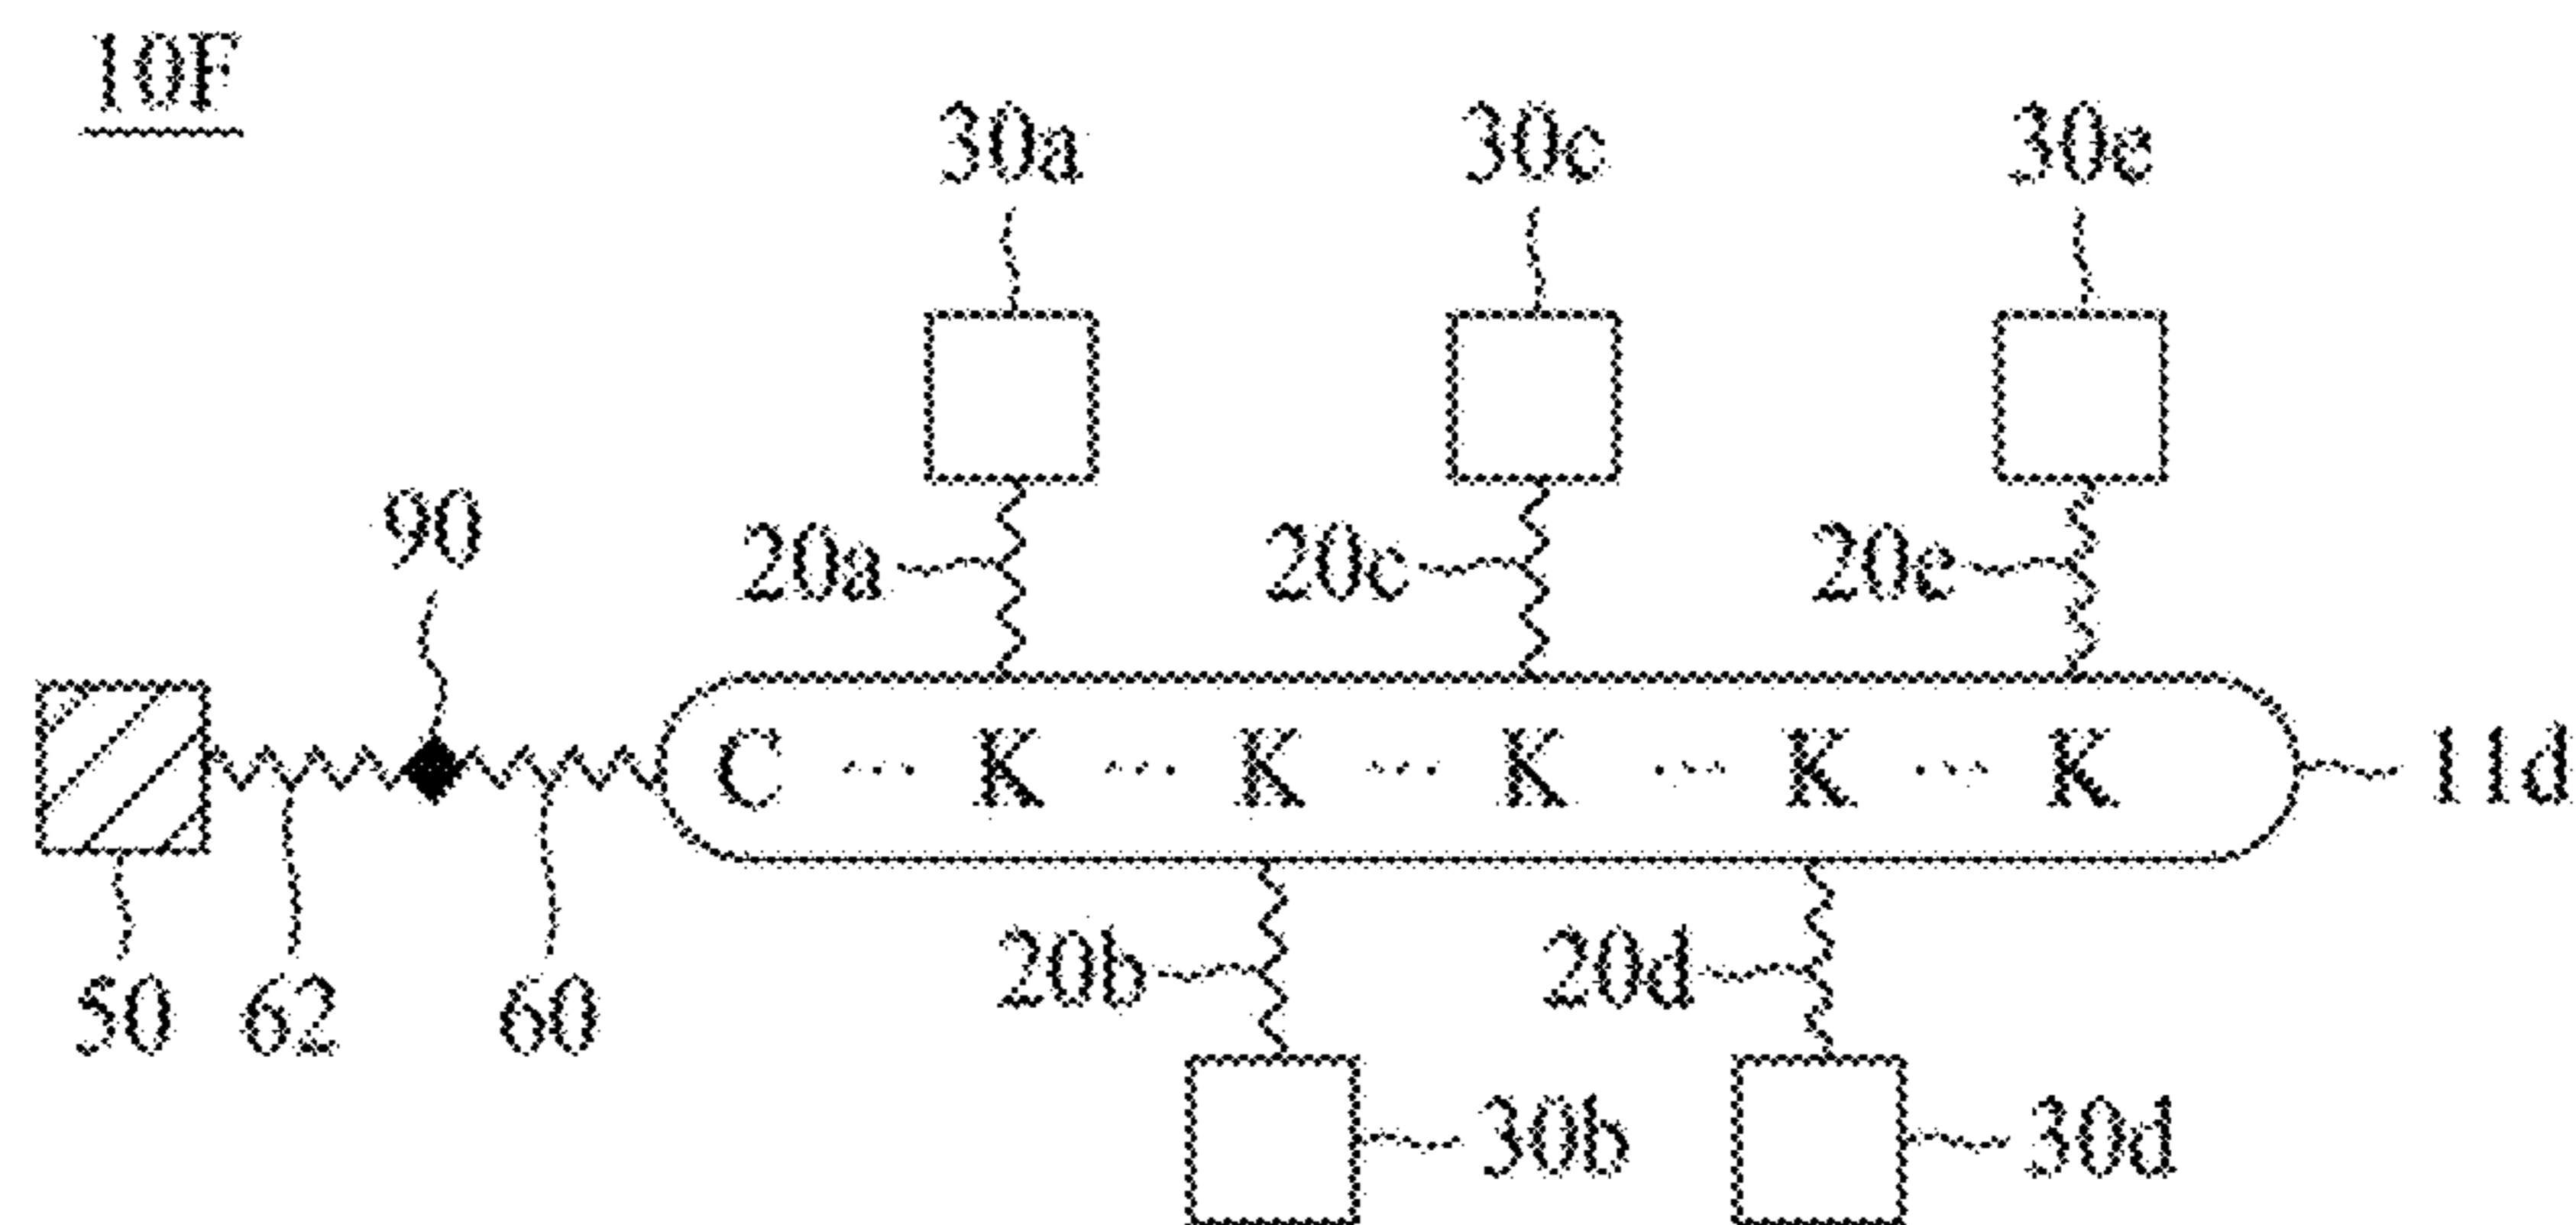 10F
30a 30c 30e
90 20a 20c 20e
C ... K ... K ... K ... K ... K 11d
50 62 60 20b 20d
30b 30d